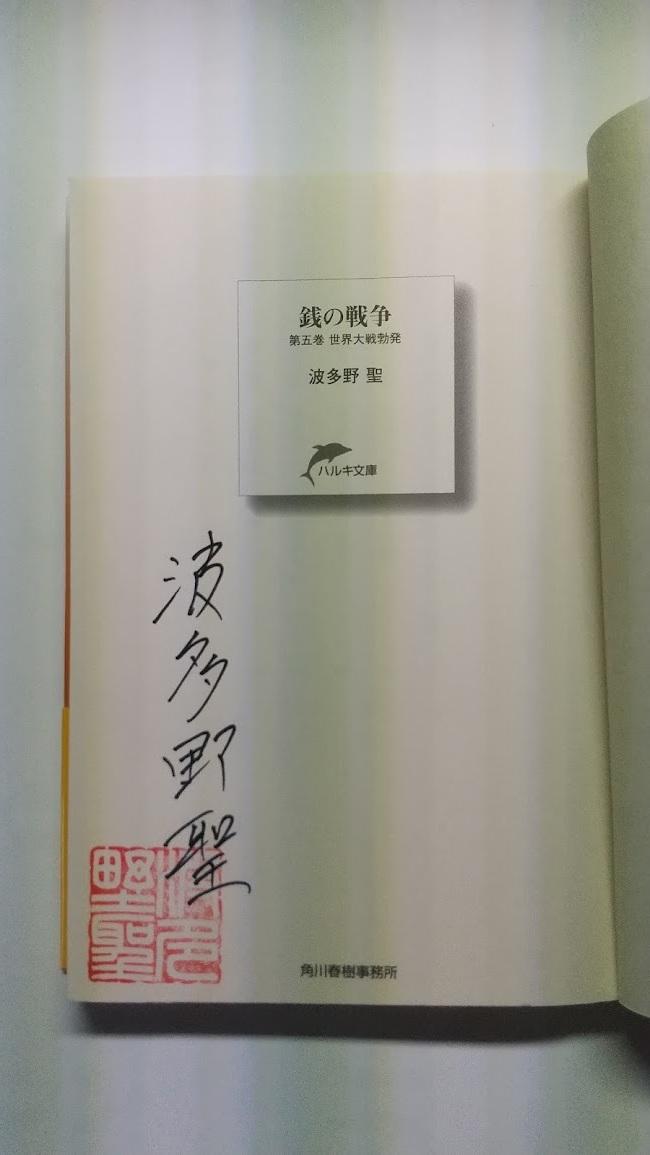 銭の戦争
第五巻 世界大戦勃発
波多野 聖
ハルキ文庫
波多野聖
角川春樹事務所